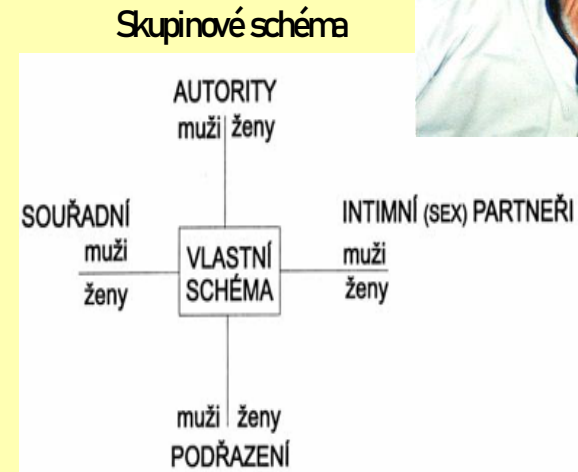 Skupinové schéma
AUTORITY
muži ženy
SOUŘADNÍ
muži
ženy
VLASTNÍ
SCHÉMA
INTIMNÍ (SEX) PARTNEŘI
muži
ženy
muži ženy
PODŘAZENÍ